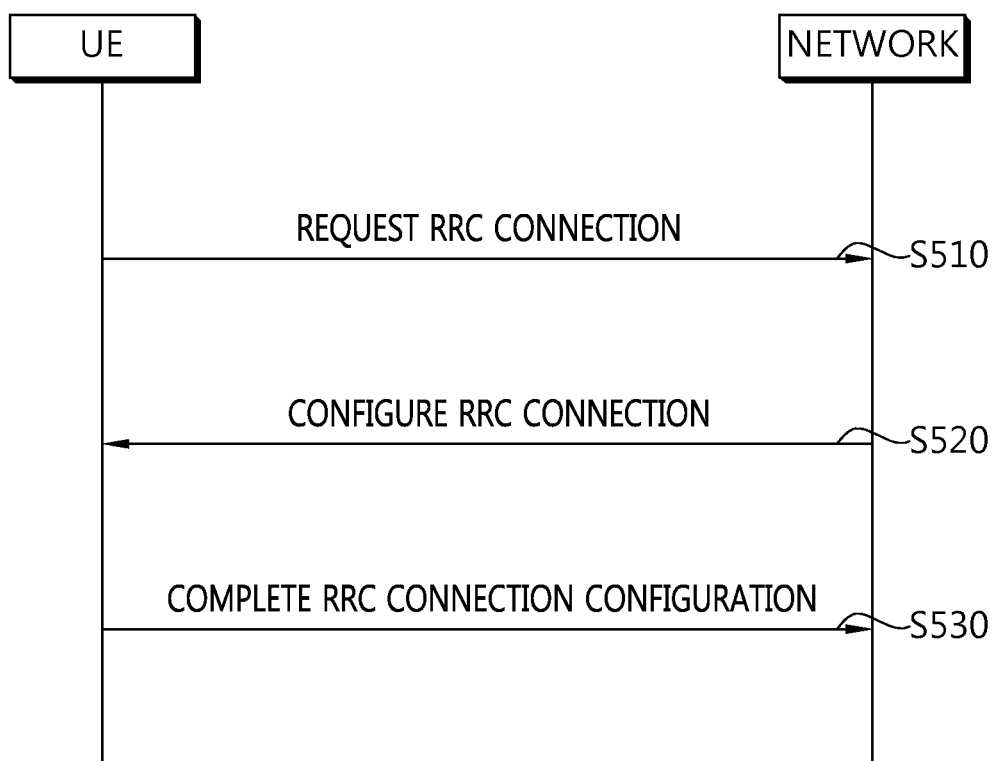 UE
NETWORK
REQUEST RRC CONNECTION
S510
CONFIGURE RRC CONNECTION
S520
COMPLETE RRC CONNECTION CONFIGURATION
S530